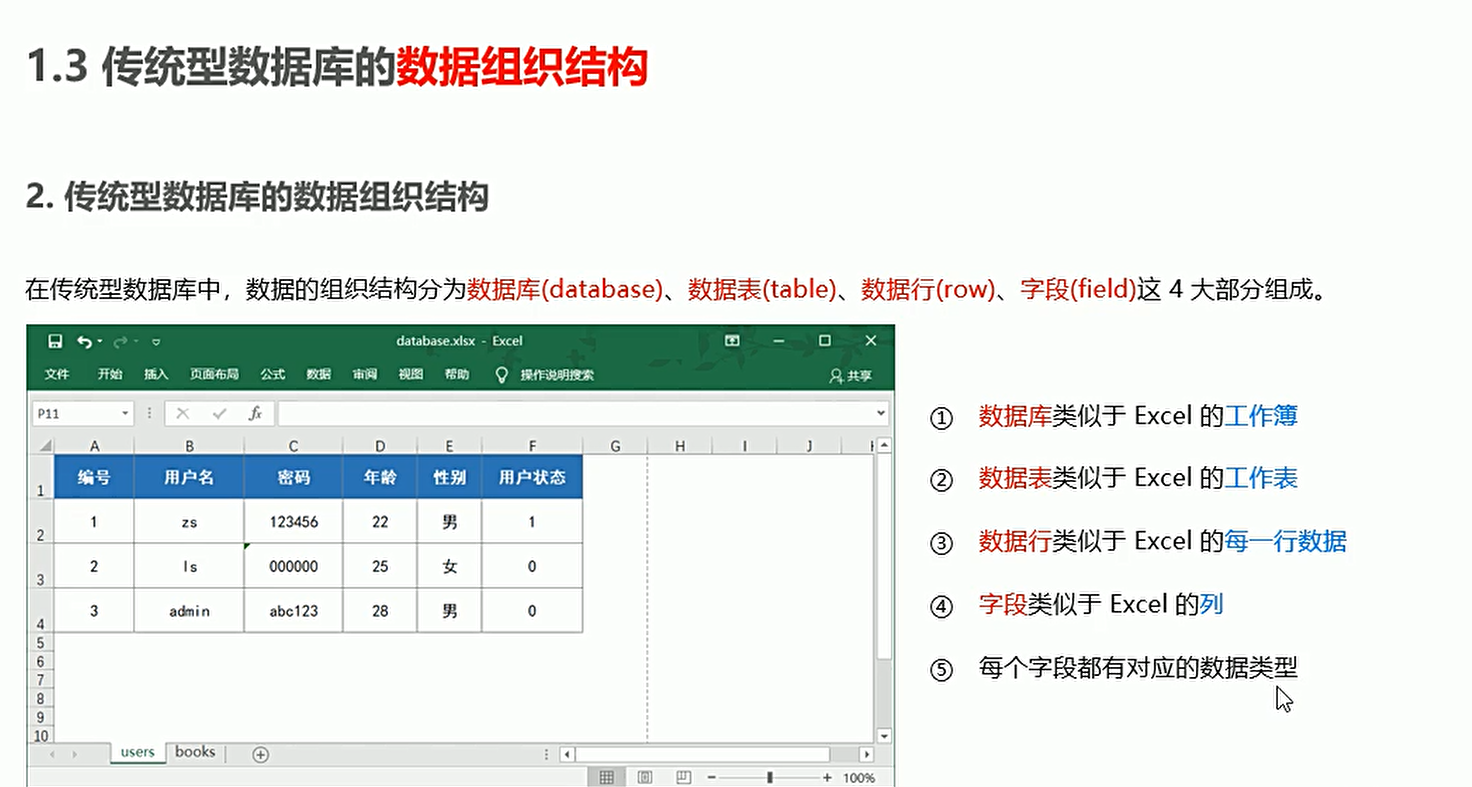 1.3 传统型数据库的数据组织结构
2. 传统型数据库的数据组织结构
在传统型数据库中，数据的组织结构分为数据库(database)、数据表(table)、数据行(row)、字段(field)这 4 大部分组成。
database.xlsx - Excel
文件 开始 插入 页面布局 公式 数据 审阅 视图 帮助 操作说明搜索 共享
P11 fx
A B C D E F G H I J
1 编号 用户名 密码 年龄 性别 用户状态
2 1 zs 123456 22 男 1
3 2 ls 000000 25 女 0
4 3 admin abc123 28 男 0
5
6
7
8
9
10
users books
100%
① 数据库类似于 Excel 的工作簿
② 数据表类似于 Excel 的工作表
③ 数据行类似于 Excel 的每一行数据
④ 字段类似于 Excel 的列
⑤ 每个字段都有对应的数据类型